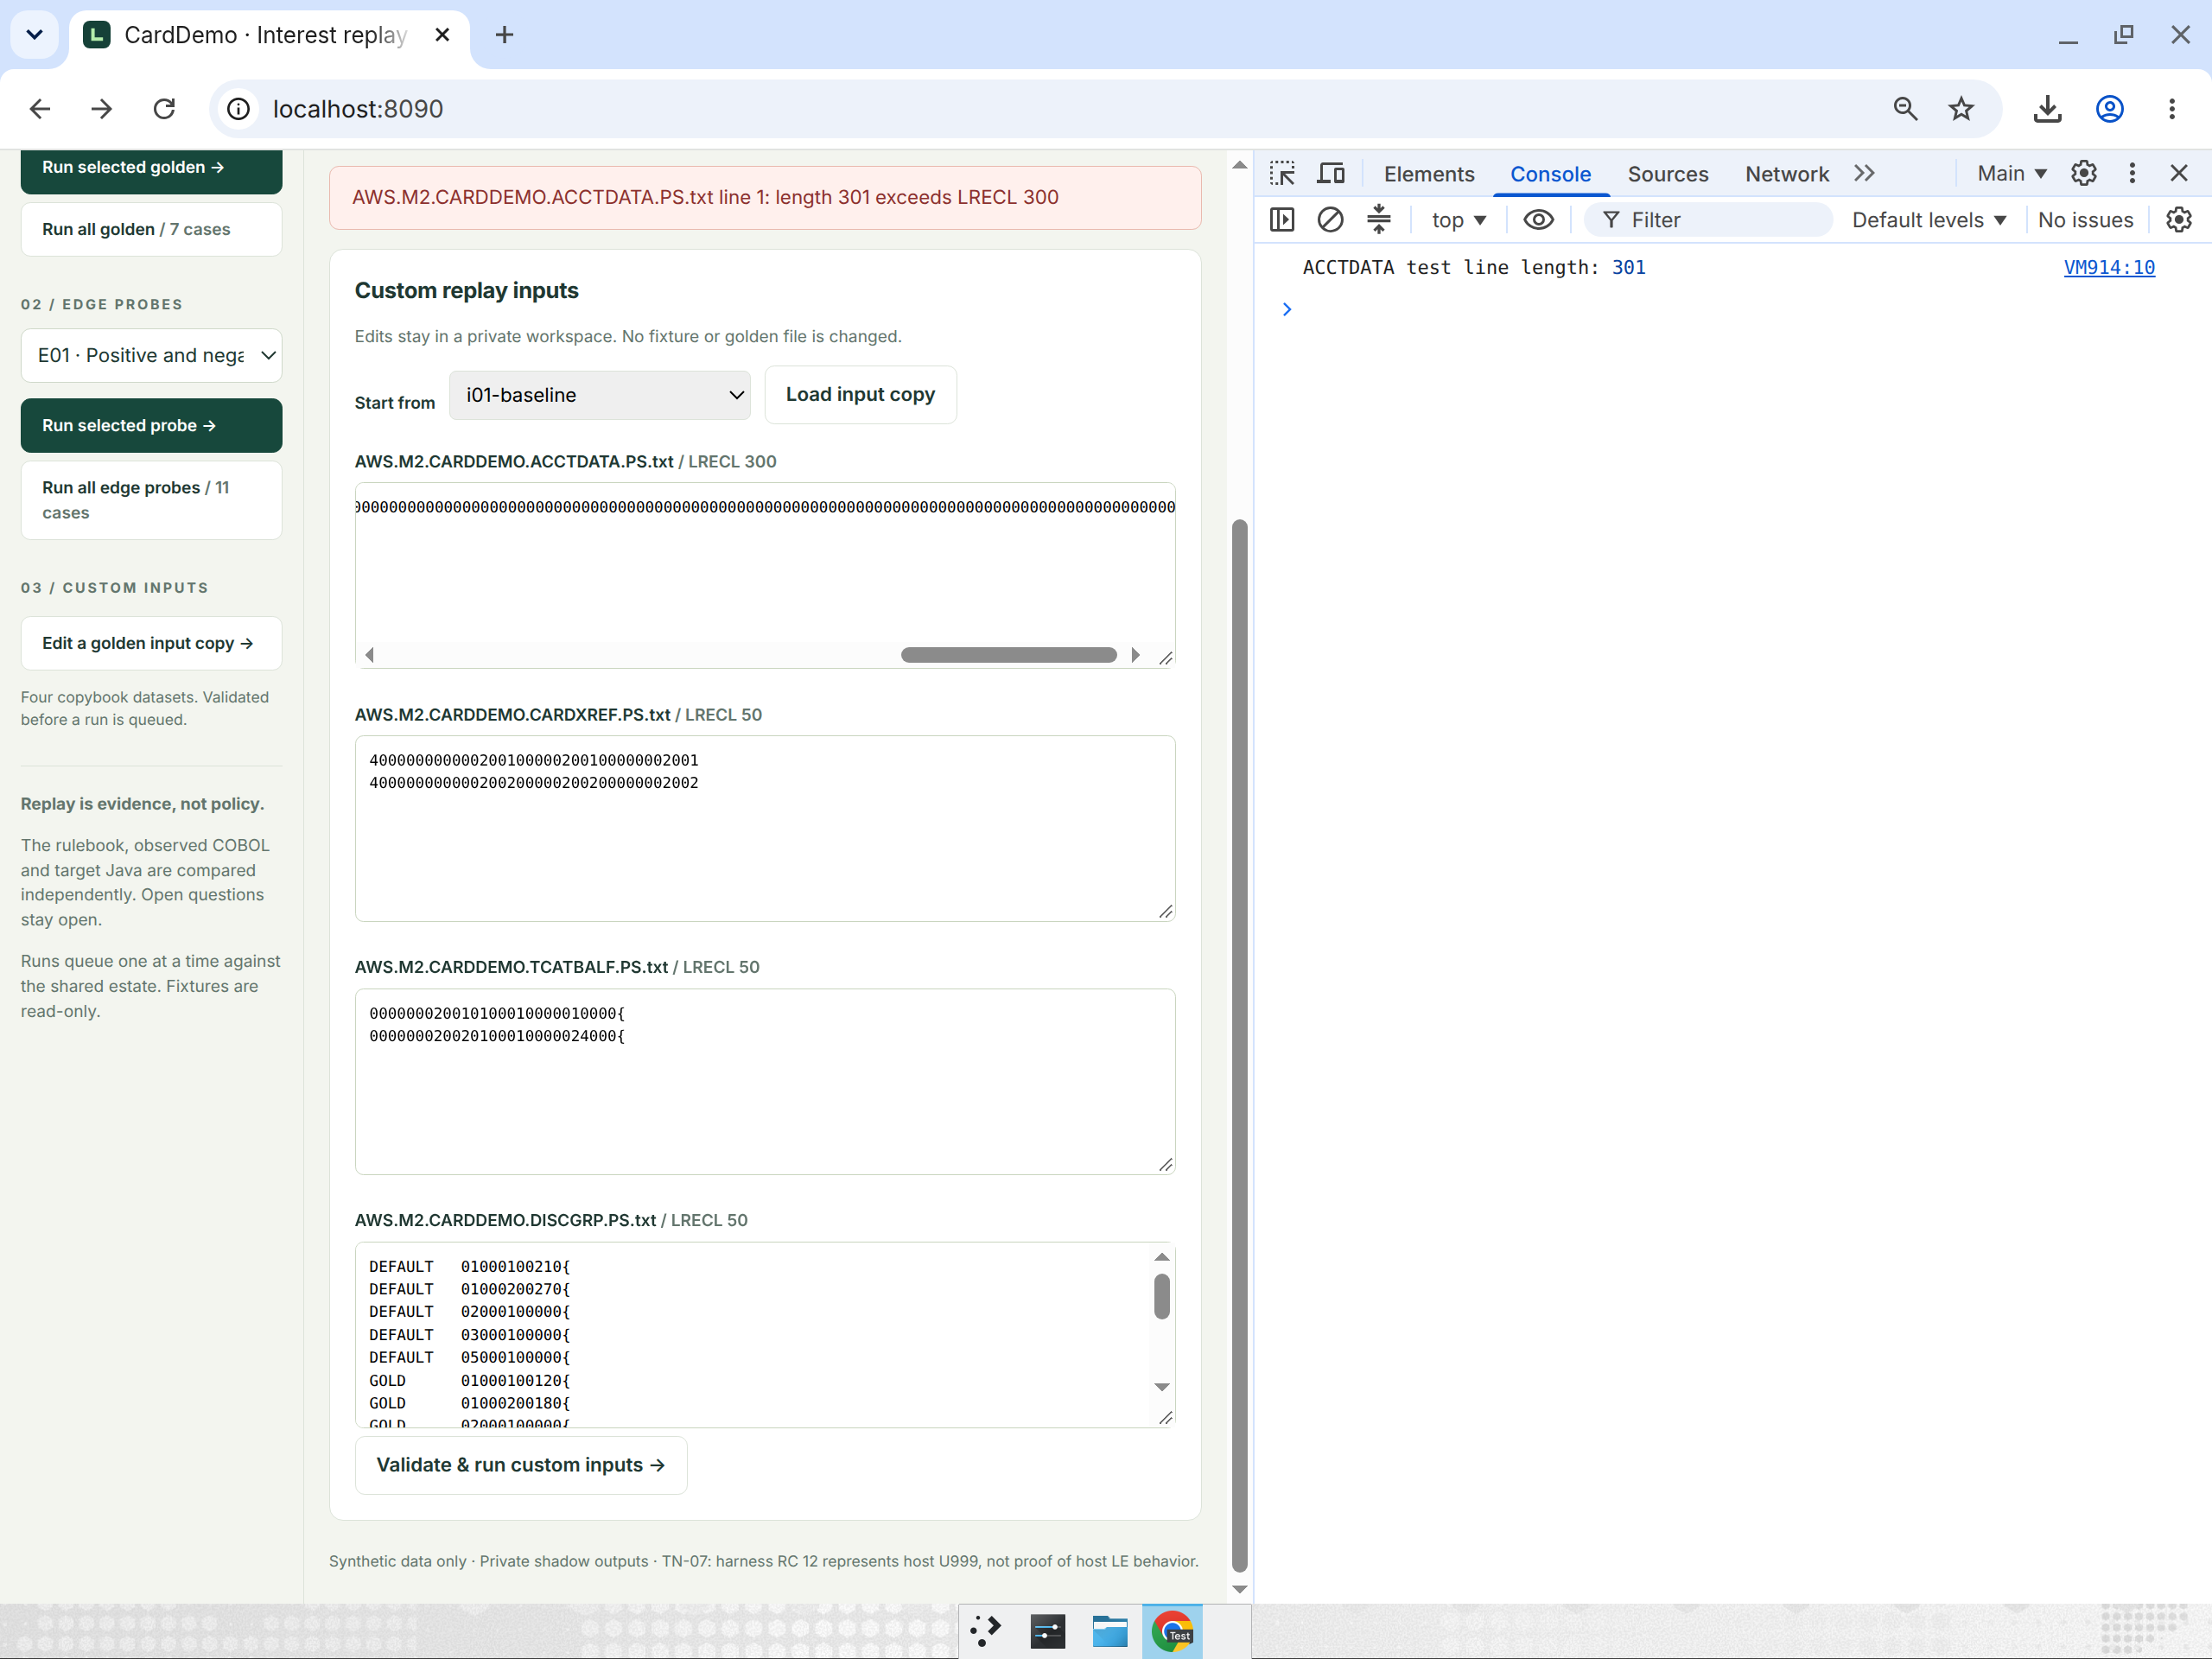 CardDemo · Interest replay
localhost:8090
Run selected golden →
Run all golden / 7 cases
02 / EDGE PROBES
E01 · Positive and nega
Run selected probe →
Run all edge probes / 11
cases
03 / CUSTOM INPUTS
Edit a golden input copy →
Four copybook datasets. Validated
before a run is queued.
Replay is evidence, not policy.
The rulebook, observed COBOL
and target Java are compared
independently. Open questions
stay open.
Runs queue one at a time against
the shared estate. Fixtures are
read-only.
AWS.M2.CARDDEMO.ACCTDATA.PS.txt line 1: length 301 exceeds LRECL 300
Custom replay inputs
Edits stay in a private workspace. No fixture or golden file is changed.
Start from i01-baseline Load input copy
AWS.M2.CARDDEMO.ACCTDATA.PS.txt / LRECL 300
AWS.M2.CARDDEMO.CARDXREF.PS.txt / LRECL 50
400000000000200100000200100000002001
400000000000200200000200200000002002
AWS.M2.CARDDEMO.TCATBALF.PS.txt / LRECL 50
000000020010100010000010000{
000000020020100010000024000{
AWS.M2.CARDDEMO.DISCGRP.PS.txt / LRECL 50
DEFAULT   01000100210{
DEFAULT   01000200270{
DEFAULT   02000100000{
DEFAULT   03000100000{
DEFAULT   05000100000{
GOLD      01000100120{
GOLD      01000200180{
GOLD      02000100000{
Validate & run custom inputs →
Synthetic data only · Private shadow outputs · TN-07: harness RC 12 represents host U999, not proof of host LE behavior.
Elements Console Sources Network Main
top Filter Default levels No issues
ACCTDATA test line length: 301 VM914:10
Test